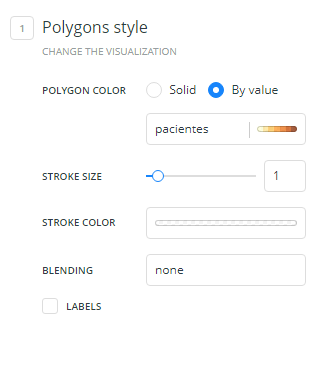 1 Polygons style
CHANGE THE VISUALIZATION
POLYGON COLOR Solid By value
pacientes
STROKE SIZE 1
STROKE COLOR
BLENDING none
LABELS